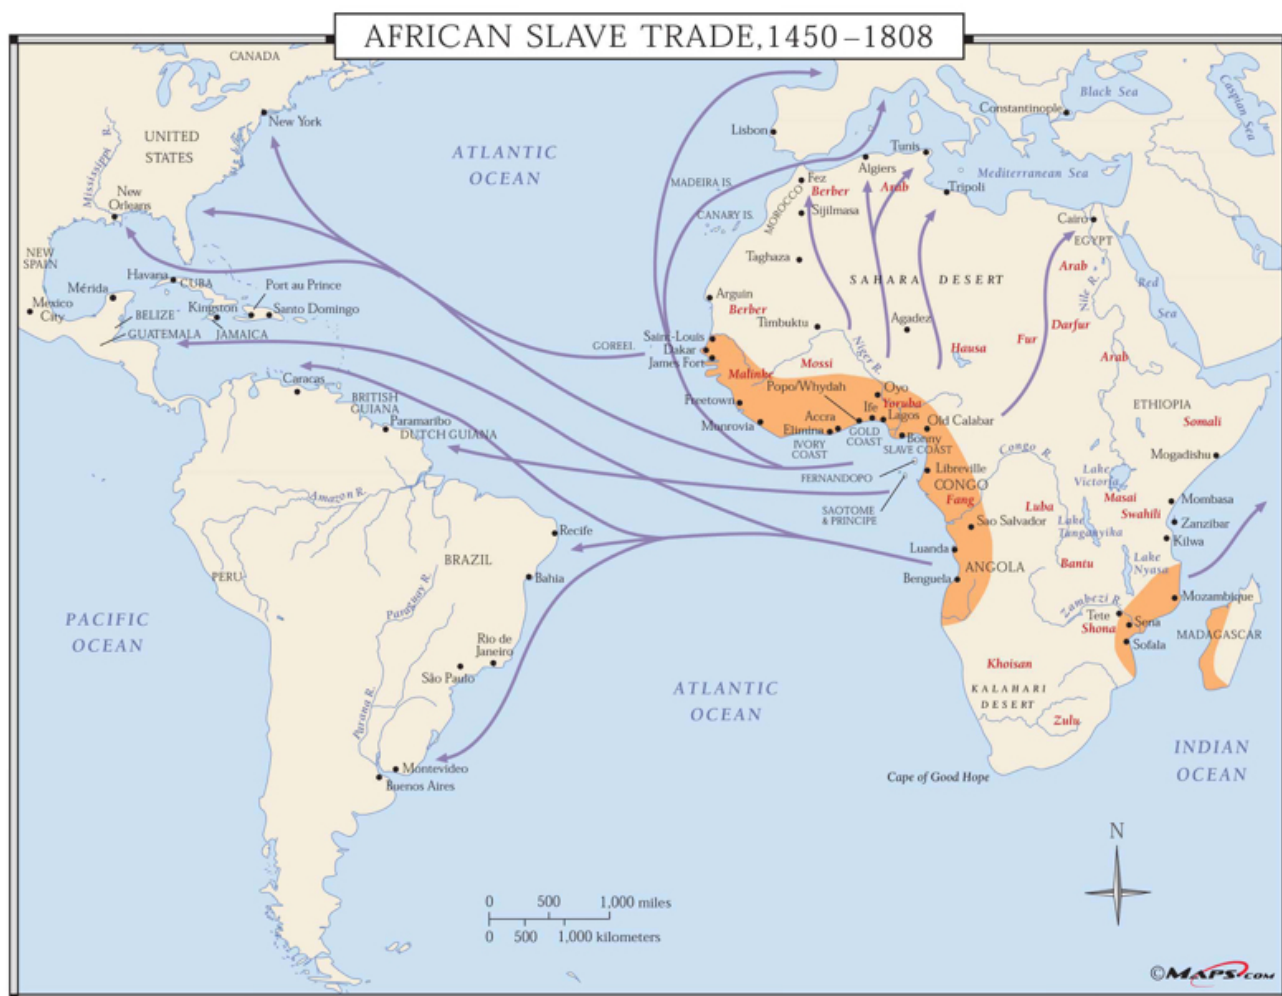 AFRICAN SLAVE TRADE, 1450–1808
CANADA
UNITED
STATES
Mississippi R.
New York
New
Orleans
NEW
SPAIN
Mexico
City
Mérida
Havana
CUBA
Port au Prince
Kingston
Santo Domingo
BELIZE
JAMAICA
GUATEMALA
ATLANTIC
OCEAN
Caracas
BRITISH
GUIANA
Paramaribo
DUTCH GUIANA
Amazon R.
Recife
BRAZIL
PERU
Bahia
Paraguay R.
Rio de
Janeiro
São Paulo
Parana R.
Montevideo
Buenos Aires
PACIFIC
OCEAN
ATLANTIC
OCEAN
Lisbon
Constantinople
Black Sea
Caspian Sea
Tunis
Algiers
Mediterranean Sea
MADEIRA IS.
Fez
Berber
Arab
Tripoli
MOROCCO
CANARY IS.
Sijilmasa
Cairo
EGYPT
Taghaza
SAHARA DESERT
Arab
Nile R.
Red
Sea
Arguin
Berber
Timbuktu
Agadez
Darfur
Fur
Saint-Louis
GOREEL
Dakar
James Fort
Niger R.
Hausa
Arab
Malinke
Mossi
Popo/Whydah
Oyo
Yoruba
Freetown
Ife
Lagos
ETHIOPIA
Somali
Accra
Monrovia
Elimina
GOLD
COAST
Old Calabar
Bonny
IVORY
COAST
SLAVE COAST
Congo R.
Mogadishu
FERNANDOPO
Libreville
CONGO
Lake
Victoria
SAOTOME
& PRINCIPE
Fang
Luba
Masai
Mombasa
Swahili
Sao Salvador
Lake
Tanganyika
Zanzibar
Kilwa
Luanda
ANGOLA
Bantu
Lake
Nyasa
Benguela
Zambezi R.
Mozambique
Tete
Shona
Sena
MADAGASCAR
Sofala
Khoisan
KALAHARI
DESERT
Zulu
Cape of Good Hope
INDIAN
OCEAN
N
0 500 1,000 miles
0 500 1,000 kilometers
©MAPS.COM